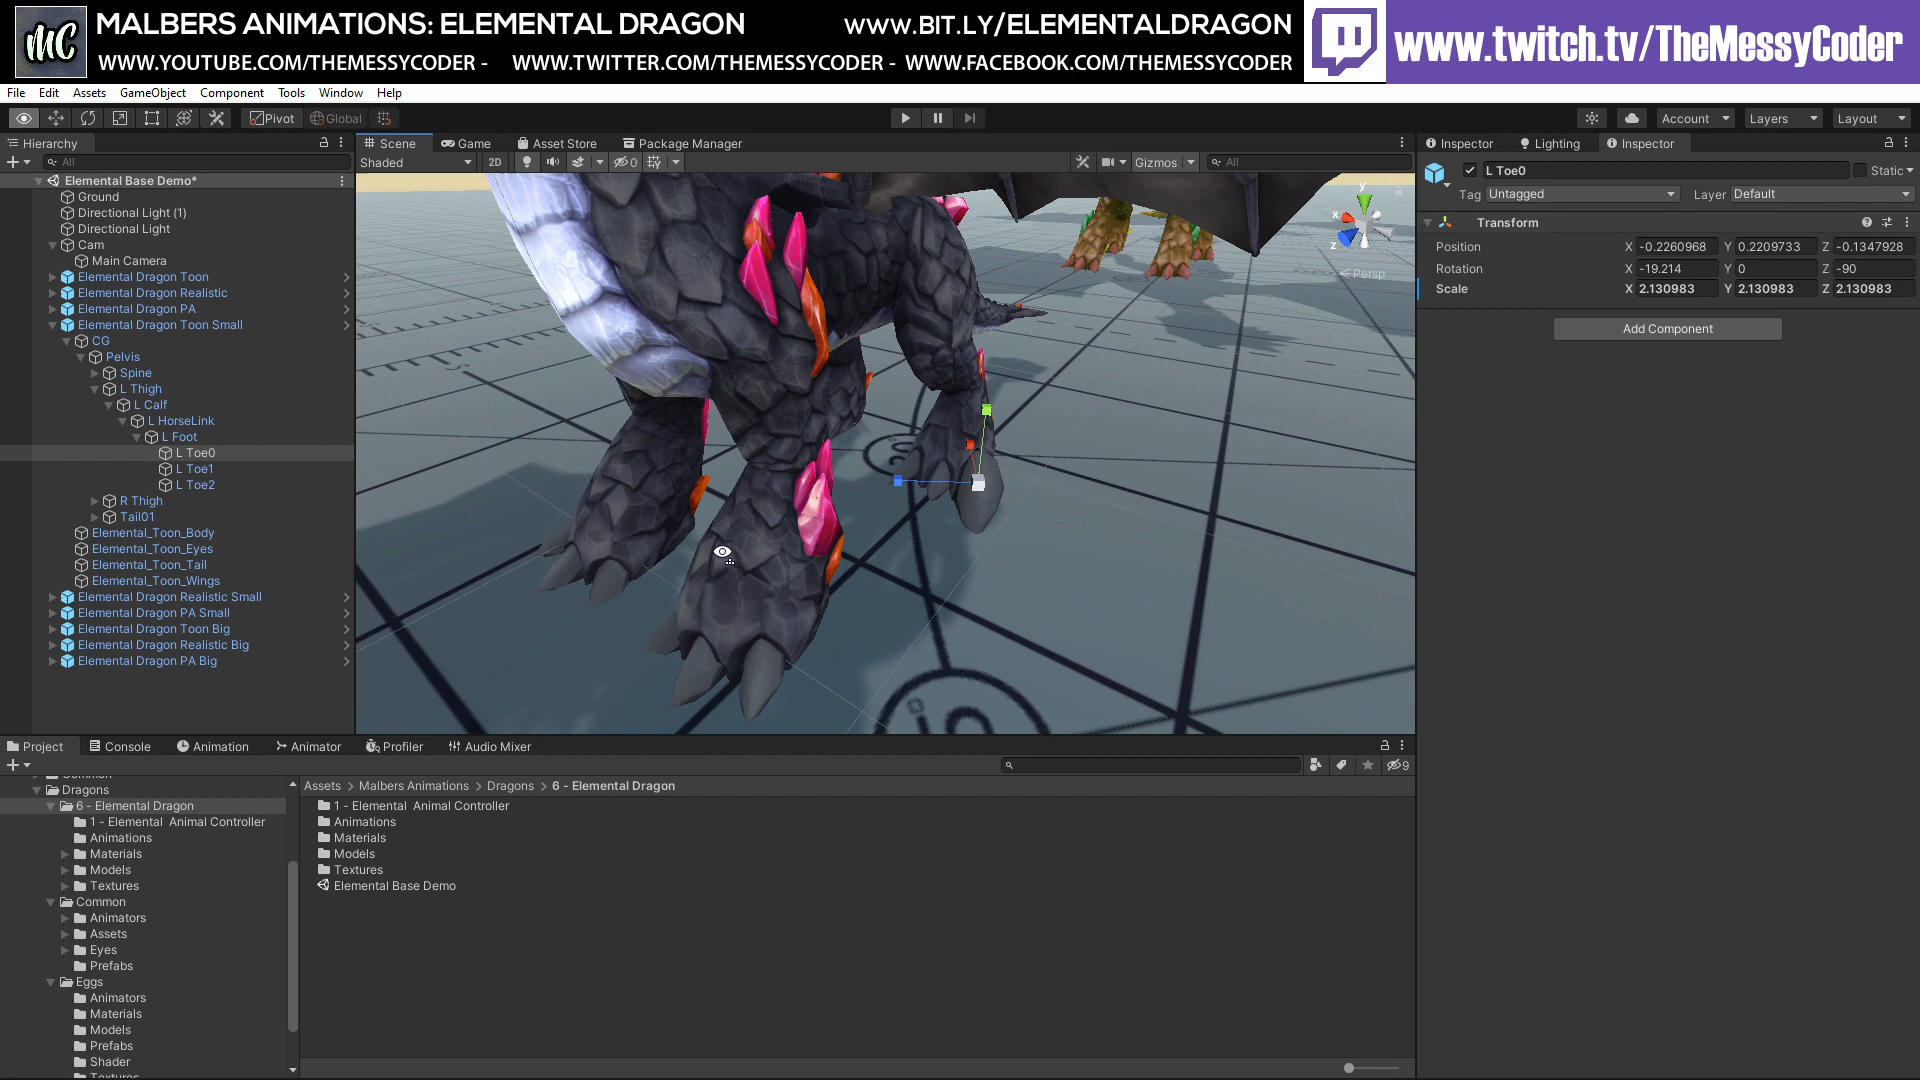 MC
MALBERS ANIMATIONS: ELEMENTAL DRAGON
WWW.BIT.LY/ELEMENTALDRAGON
WWW.YOUTUBE.COM/THEMESSYCODER - WWW.TWITTER.COM/THEMESSYCODER - WWW.FACEBOOK.COM/THEMESSYCODER
www.twitch.tv/TheMessyCoder
File Edit Assets GameObject Component Tools Window Help
Pivot Global
Account Layers Layout
Hierarchy
All
Elemental Base Demo*
Ground
Directional Light (1)
Directional Light
Cam
Main Camera
Elemental Dragon Toon
Elemental Dragon Realistic
Elemental Dragon PA
Elemental Dragon Toon Small
CG
Pelvis
Spine
L Thigh
L Calf
L HorseLink
L Foot
L Toe0
L Toe1
L Toe2
R Thigh
Tail01
Elemental_Toon_Body
Elemental_Toon_Eyes
Elemental_Toon_Tail
Elemental_Toon_Wings
Elemental Dragon Realistic Small
Elemental Dragon PA Small
Elemental Dragon Toon Big
Elemental Dragon Realistic Big
Elemental Dragon PA Big
Scene Game Asset Store Package Manager
Shaded 2D 0 Gizmos All
y
x
z
Persp
Inspector Lighting Inspector
L Toe0 Static
Tag Untagged Layer Default
Transform
Position X -0.2260968 Y 0.2209733 Z -0.1347928
Rotation X -19.214 Y 0 Z -90
Scale X 2.130983 Y 2.130983 Z 2.130983
Add Component
Project Console Animation Animator Profiler Audio Mixer
9
Common
Dragons
6 - Elemental Dragon
1 - Elemental Animal Controller
Animations
Materials
Models
Textures
Common
Animators
Assets
Eyes
Prefabs
Eggs
Animators
Materials
Models
Prefabs
Shader
Textures
Assets > Malbers Animations > Dragons > 6 - Elemental Dragon
1 - Elemental Animal Controller
Animations
Materials
Models
Textures
Elemental Base Demo